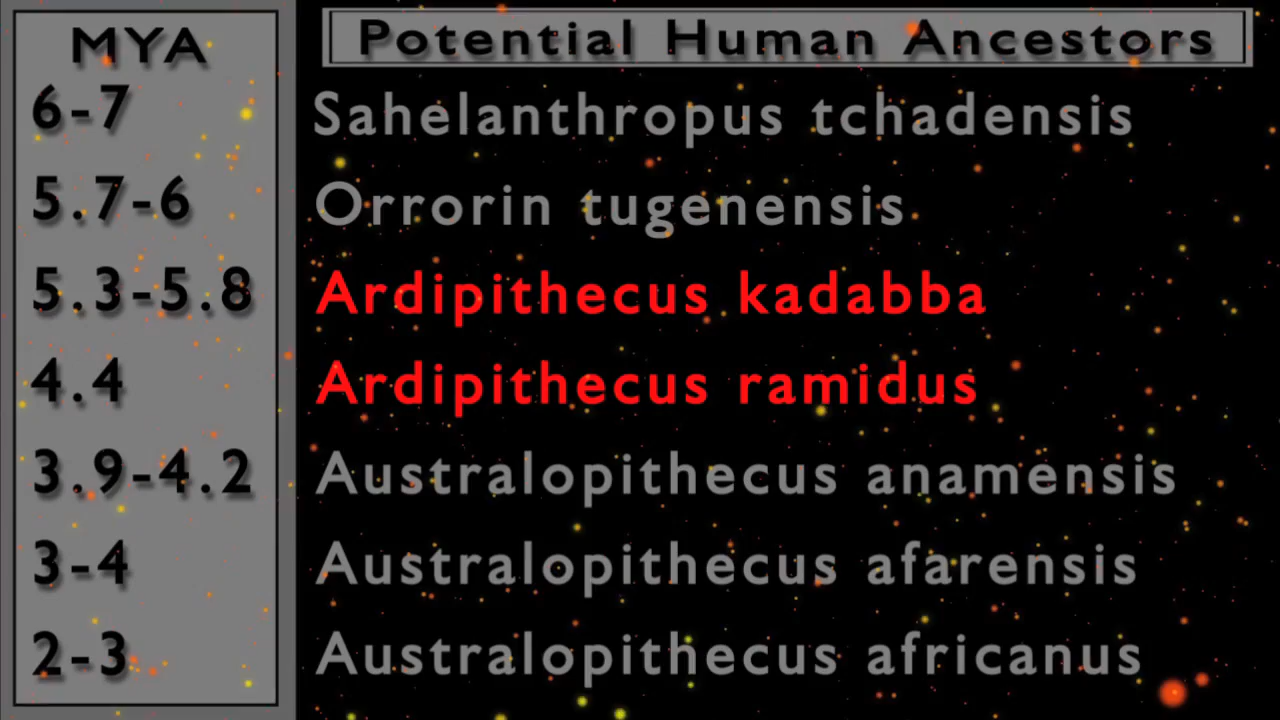 MYA Potential Human Ancestors
6-7 Sahelanthropus tchadensis
5.7-6 Orrorin tugenensis
5.3-5.8 Ardipithecus kadabba
4.4 Ardipithecus ramidus
3.9-4.2 Australopithecus anamensis
3-4 Australopithecus afarensis
2-3 Australopithecus africanus